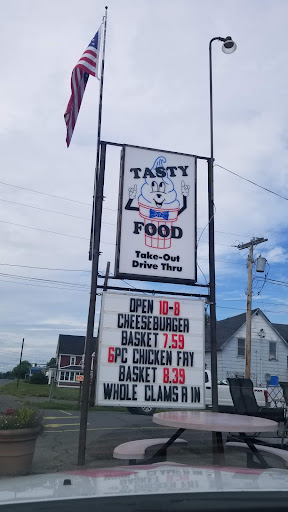 TASTY
FOOD
Take-Out
Drive Thru
OPEN 10-8
CHEESEBURGER
BASKET 7.59
6PC CHICKEN FRY
BASKET 8.39
WHOLE CLAMS R IN